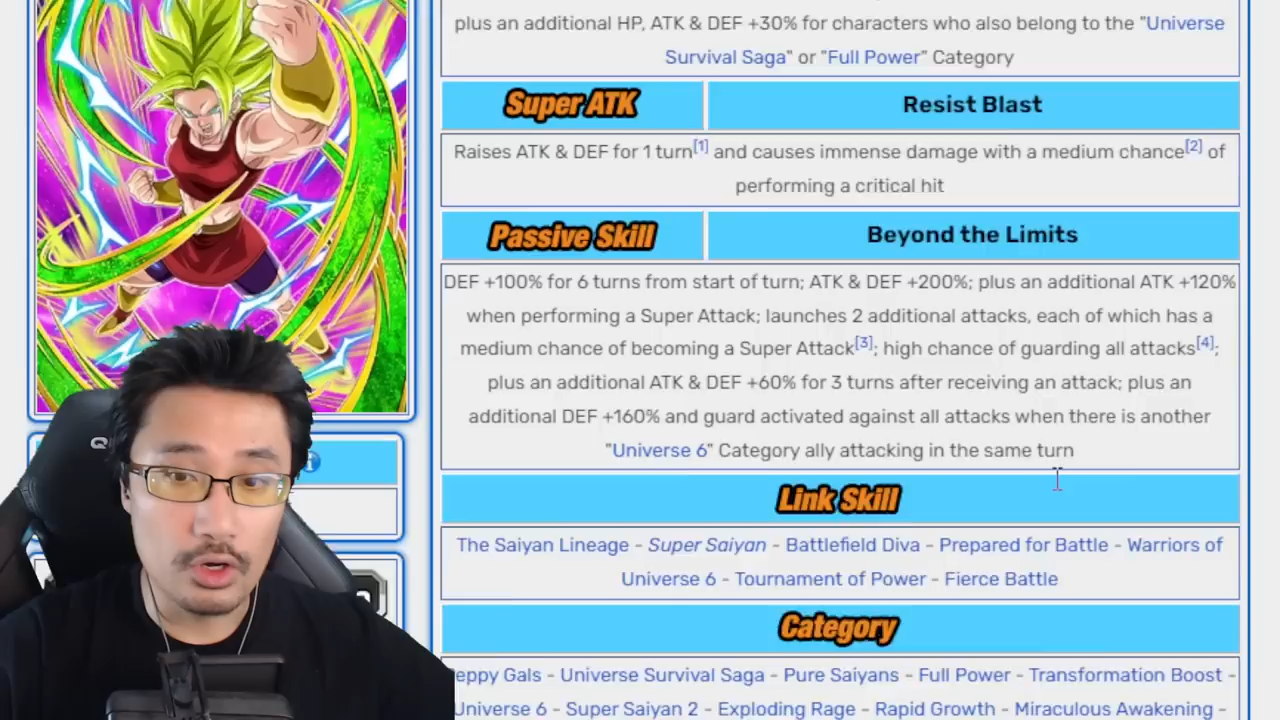 plus an additional HP, ATK & DEF +30% for characters who also belong to the "Universe
Survival Saga" or "Full Power" Category
Super ATK
Resist Blast
Raises ATK & DEF for 1 turn[1] and causes immense damage with a medium chance[2] of
performing a critical hit
Passive Skill
Beyond the Limits
DEF +100% for 6 turns from start of turn; ATK & DEF +200%; plus an additional ATK +120%
when performing a Super Attack; launches 2 additional attacks, each of which has a
medium chance of becoming a Super Attack[3]; high chance of guarding all attacks[4];
plus an additional ATK & DEF +60% for 3 turns after receiving an attack; plus an
additional DEF +160% and guard activated against all attacks when there is another
"Universe 6" Category ally attacking in the same turn
Link Skill
The Saiyan Lineage - Super Saiyan - Battlefield Diva - Prepared for Battle - Warriors of
Universe 6 - Tournament of Power - Fierce Battle
Category
eppy Gals - Universe Survival Saga - Pure Saiyans - Full Power - Transformation Boost -
Universe 6 - Super Saiyan 2 - Exploding Rage - Rapid Growth - Miraculous Awakening -